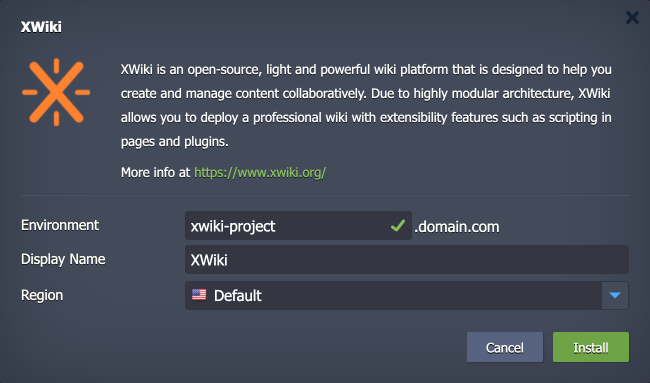 XWiki
XWiki is an open-source, light and powerful wiki platform that is designed to help you
create and manage content collaboratively. Due to highly modular architecture, XWiki
allows you to deploy a professional wiki with extensibility features such as scripting in
pages and plugins.
More info at https://www.xwiki.org/
Environment xwiki-project .domain.com
Display Name XWiki
Region Default
Cancel Install